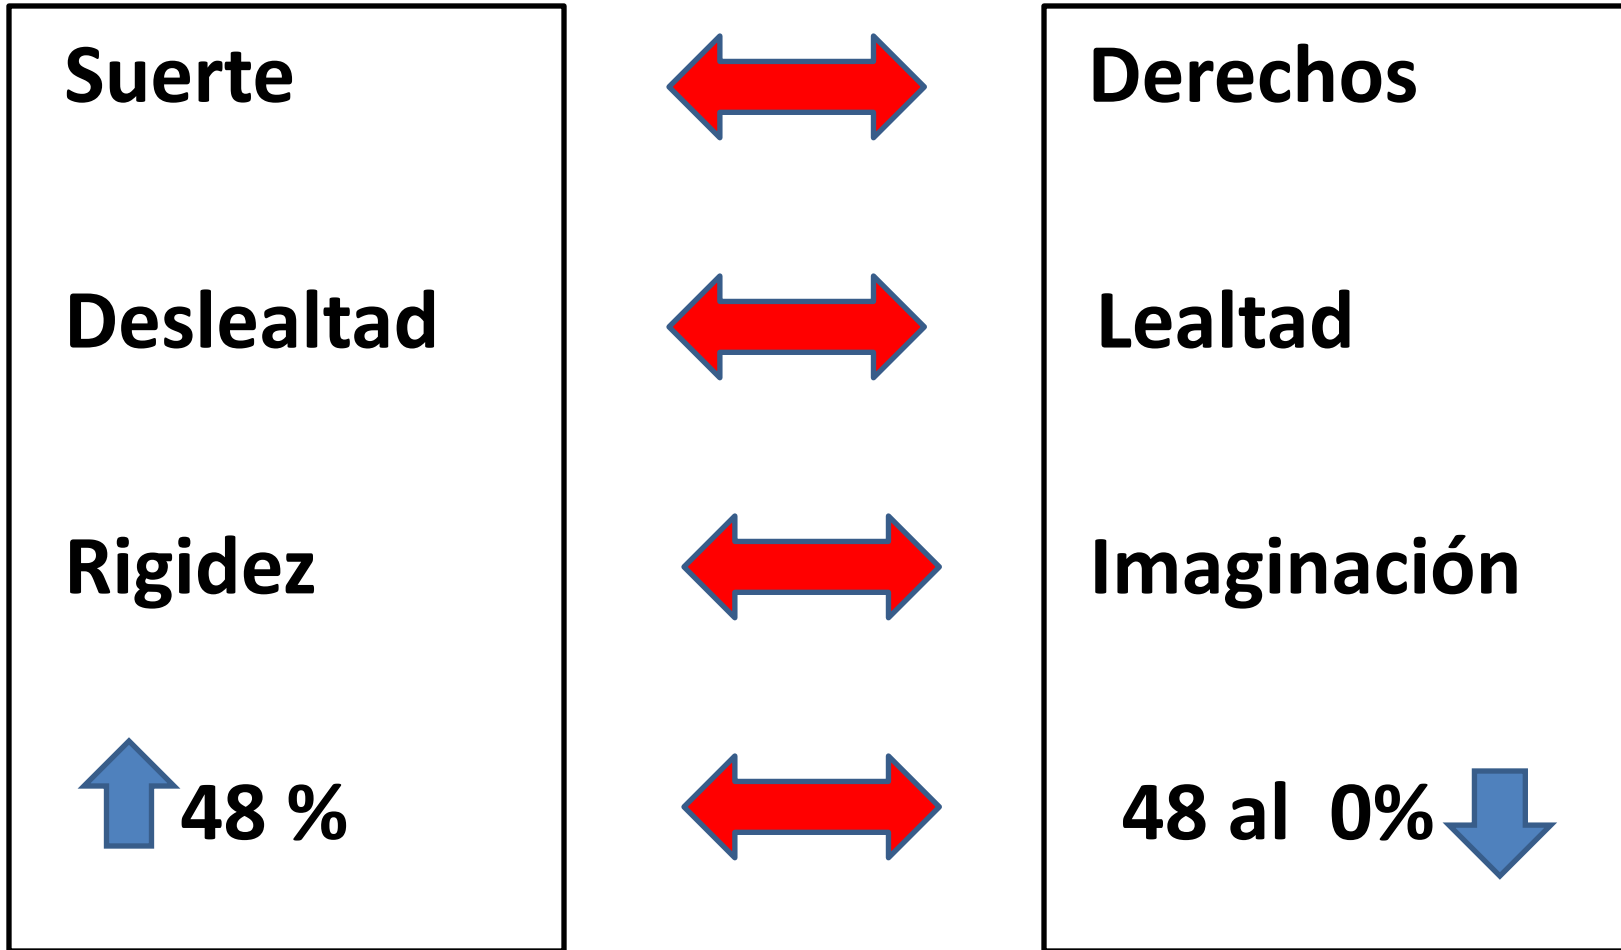 Suerte
Derechos
Deslealtad
Lealtad
Rigidez
Imaginación
48 %
48 al 0%